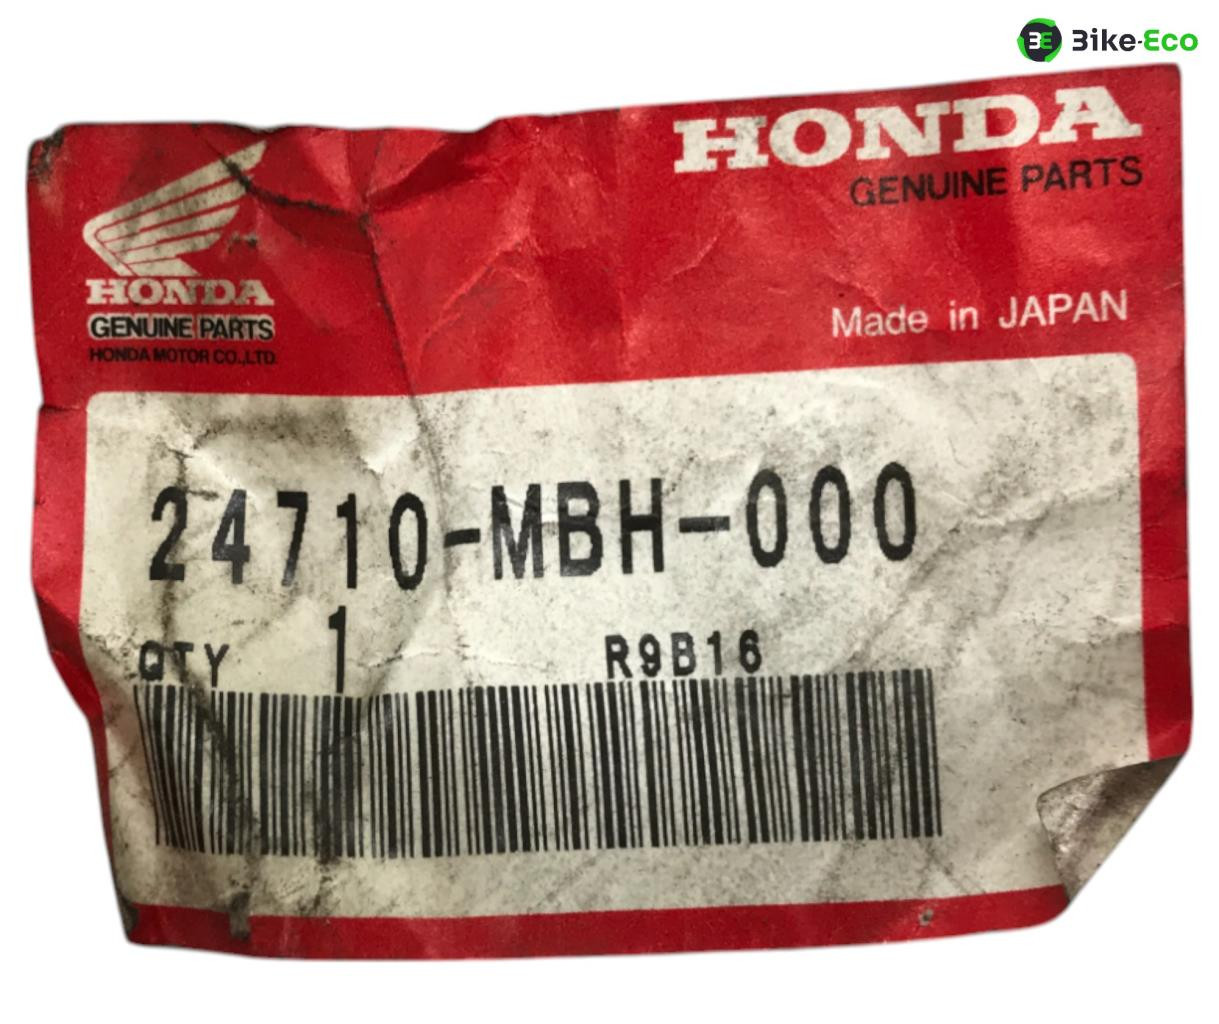 Bike-Eco
HONDA
GENUINE PARTS
HONDA
GENUINE PARTS
HONDA MOTOR CO.,LTD.
Made in JAPAN
24710-MBH-000
QTY 1 R9B16